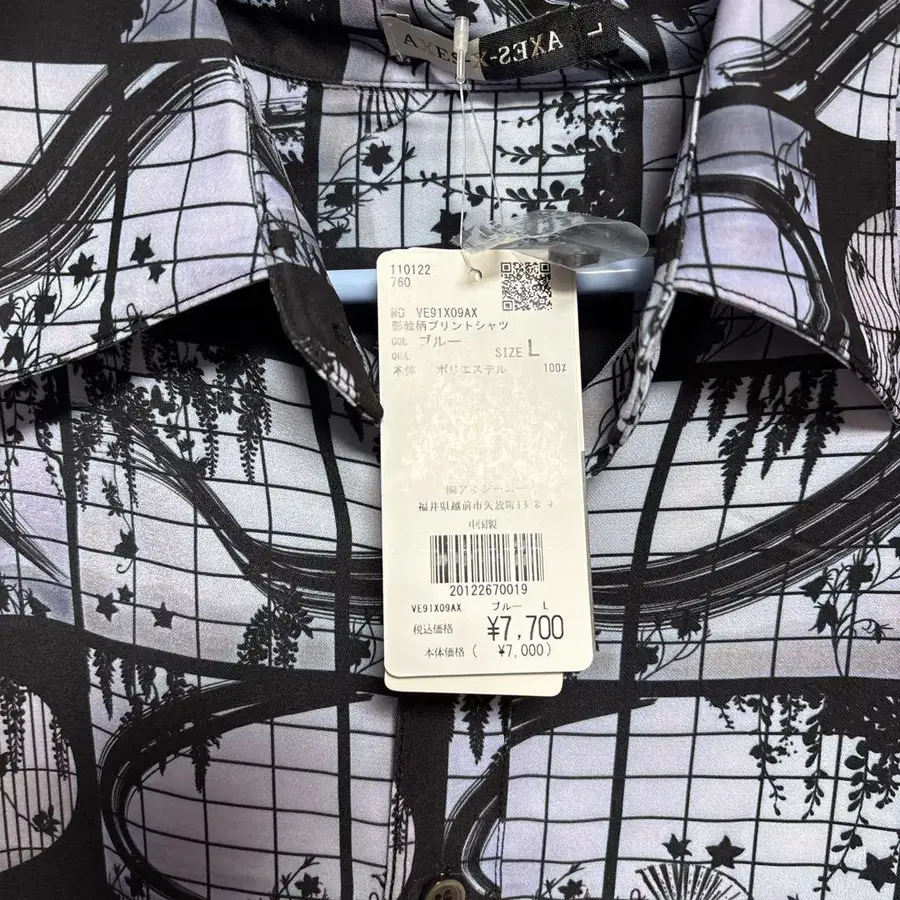 AXES-
L
110122
760
NO VE91X09AX
影絵柄プリントシャツ
COL ブルー
SIZE L
QUA.
本体 ポリエステル 100%
福井県越前市矢放町13-8-9
中国製
20122670019
VE91X09AX ブルー L
税込価格 ¥7,700
本体価格( ¥7,000)